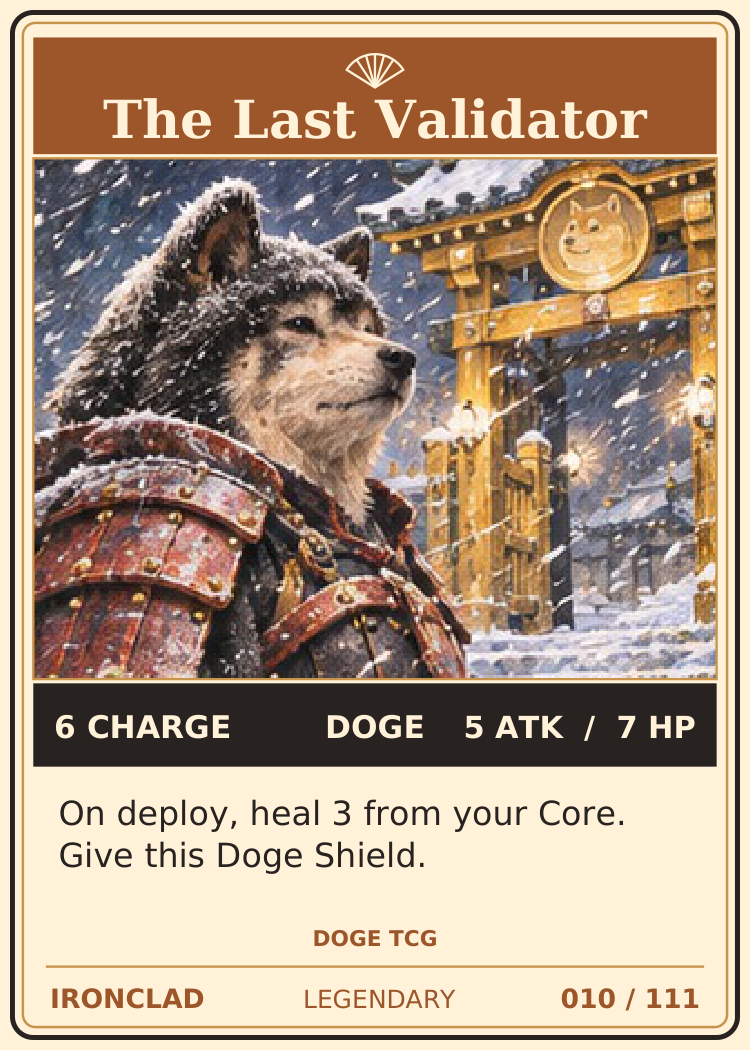 The Last Validator
6 CHARGE DOGE 5 ATK / 7 HP
On deploy, heal 3 from your Core.
Give this Doge Shield.
DOGE TCG
IRONCLAD LEGENDARY 010 / 111